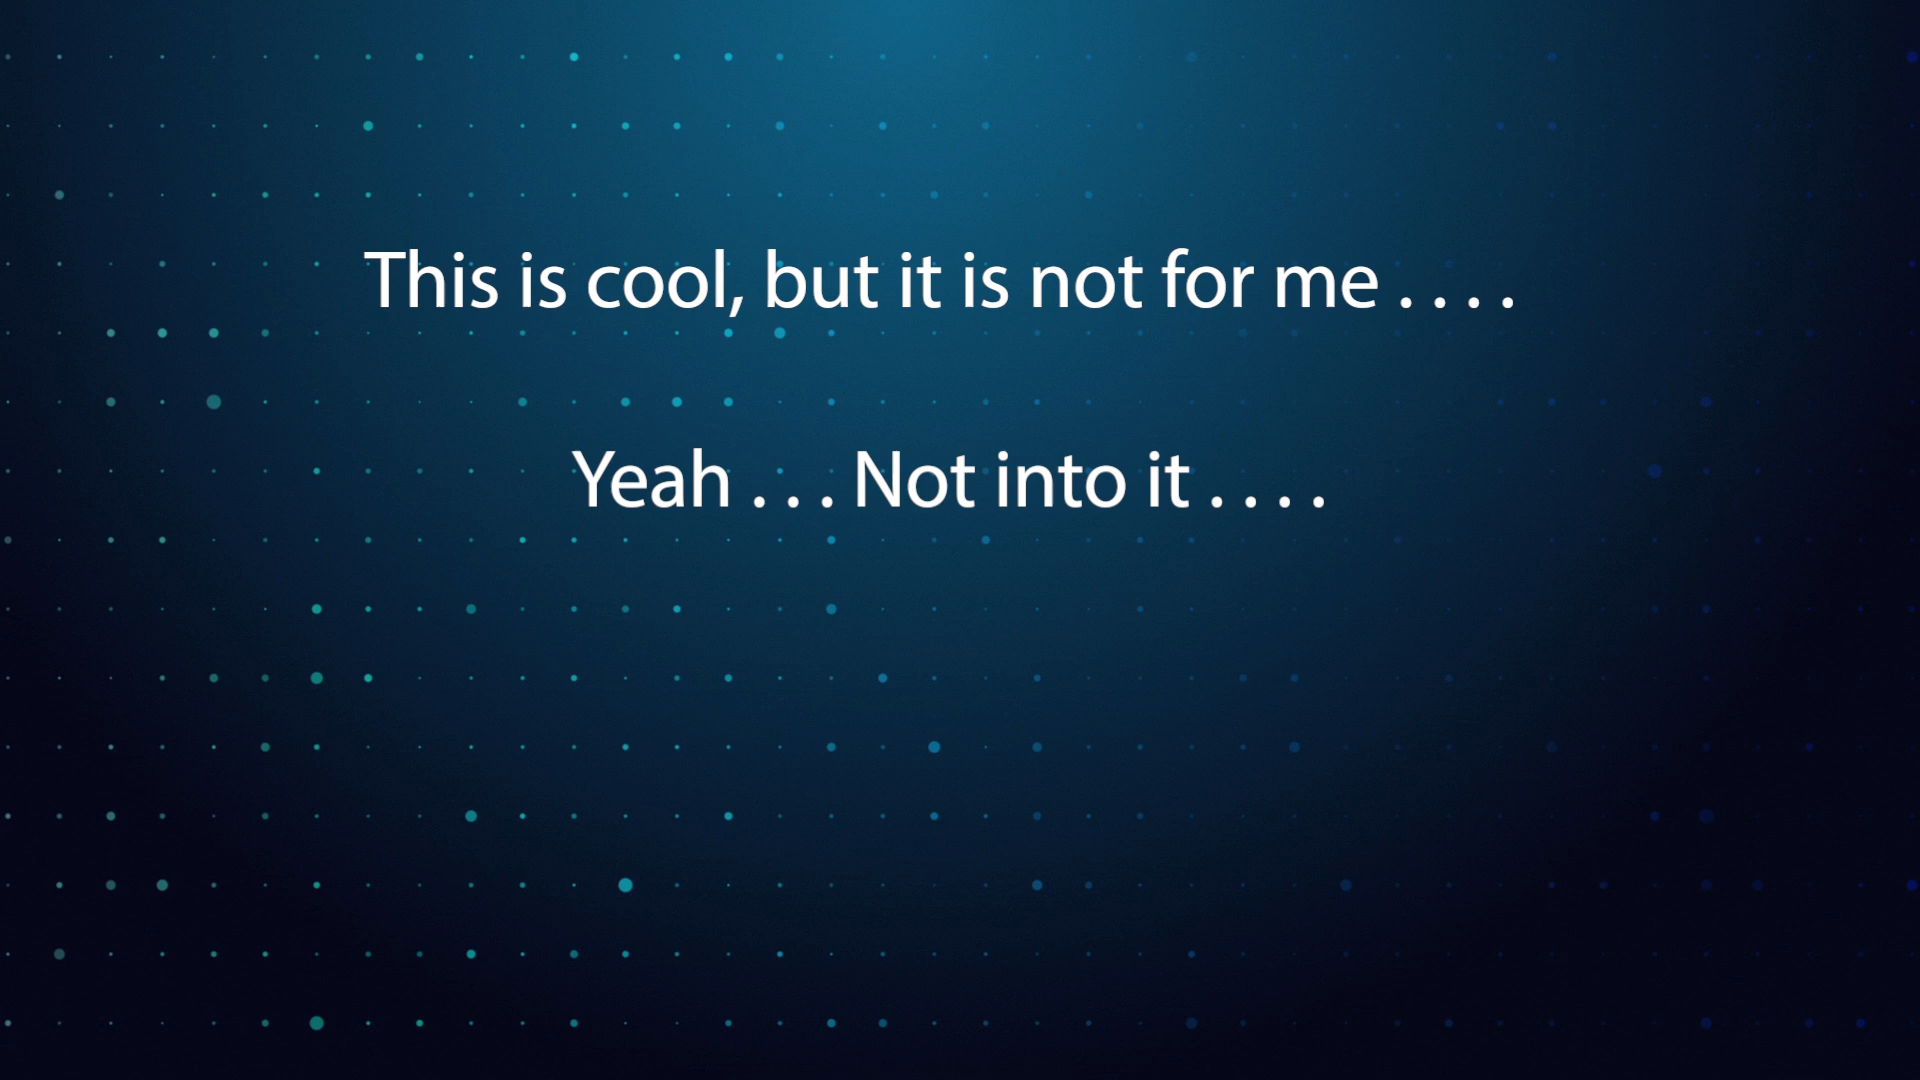 This is cool, but it is not for me . . . .
Yeah . . . Not into it . . . .